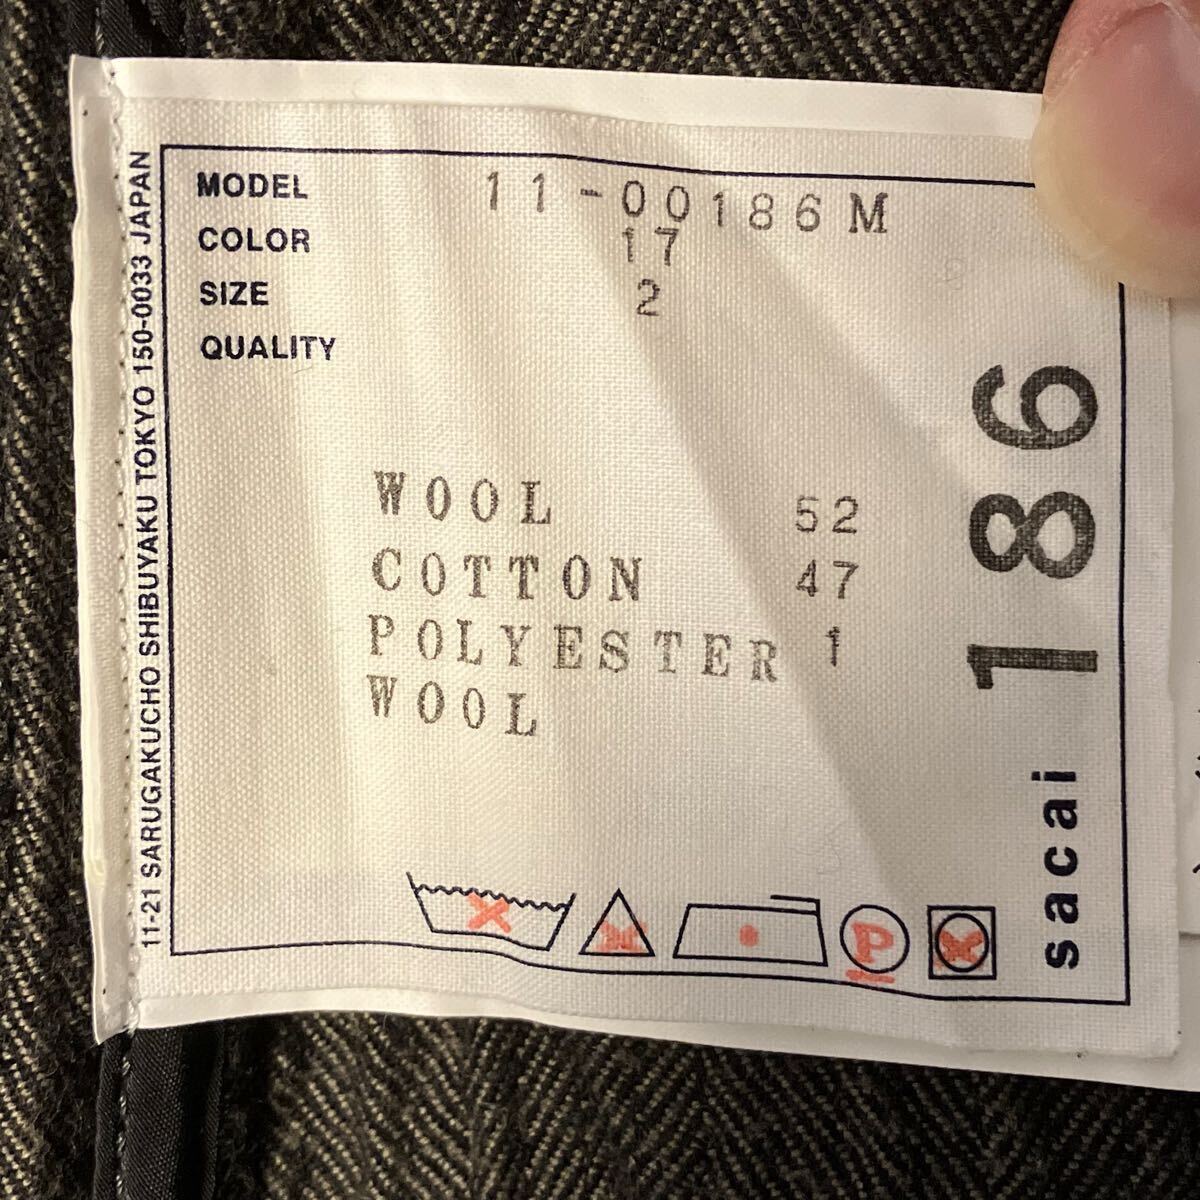 MODEL 11-00186M
COLOR 17
SIZE 2
QUALITY
WOOL 52
COTTON 47
POLYESTER 1
WOOL
P
sacai 186
11-21 SARUGAKUCHO SHIBUYAKU TOKYO 150-0033 JAPAN